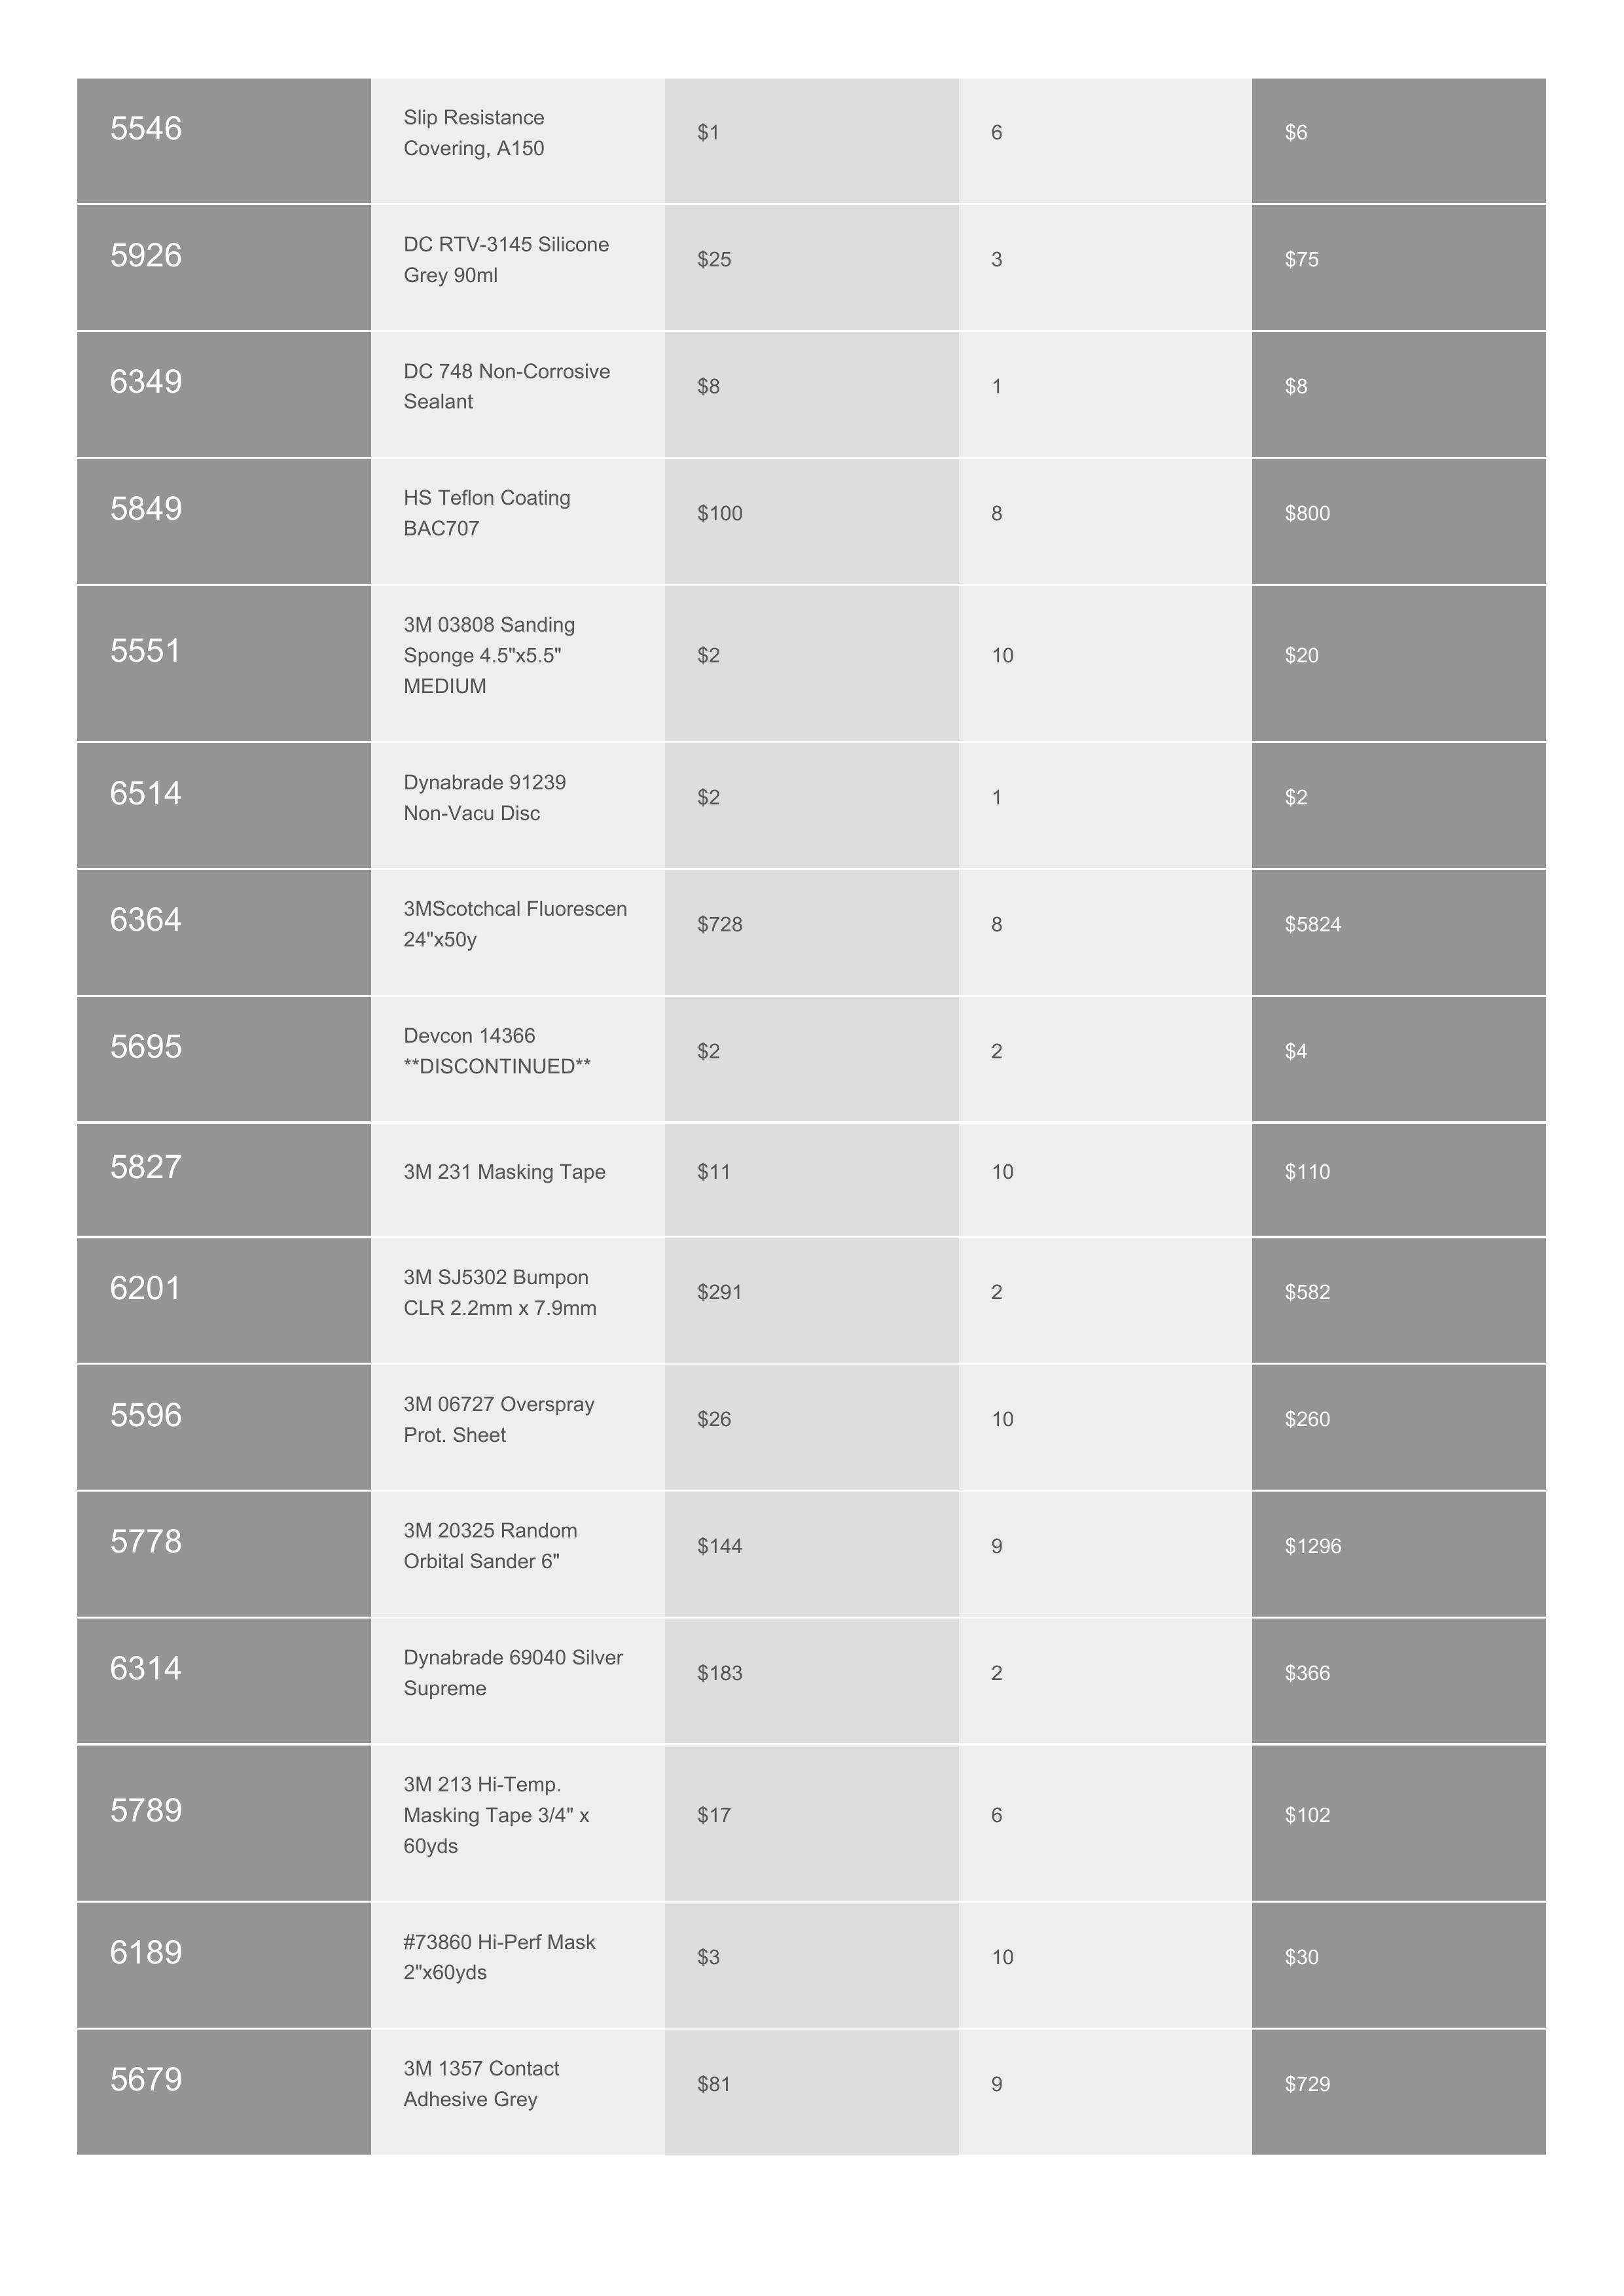 5546
Slip Resistance
Covering, A150
$1
6
$6
5926
DC RTV-3145 Silicone
Grey 90ml
$25
3
$75
6349
DC 748 Non-Corrosive
Sealant
$8
1
$8
5849
HS Teflon Coating
BAC707
$100
8
$800
5551
3M 03808 Sanding
Sponge 4.5"x5.5"
MEDIUM
$2
10
$20
6514
Dynabrade 91239
Non-Vacu Disc
$2
1
$2
6364
3MScotchcal Fluorescen
24"x50y
$728
8
$5824
5695
Devcon 14366
**DISCONTINUED**
$2
2
$4
5827
3M 231 Masking Tape
$11
10
$110
6201
3M SJ5302 Bumpon
CLR 2.2mm x 7.9mm
$291
2
$582
5596
3M 06727 Overspray
Prot. Sheet
$26
10
$260
5778
3M 20325 Random
Orbital Sander 6"
$144
9
$1296
6314
Dynabrade 69040 Silver
Supreme
$183
2
$366
5789
3M 213 Hi-Temp.
Masking Tape 3/4" x
60yds
$17
6
$102
6189
#73860 Hi-Perf Mask
2"x60yds
$3
10
$30
5679
3M 1357 Contact
Adhesive Grey
$81
9
$729